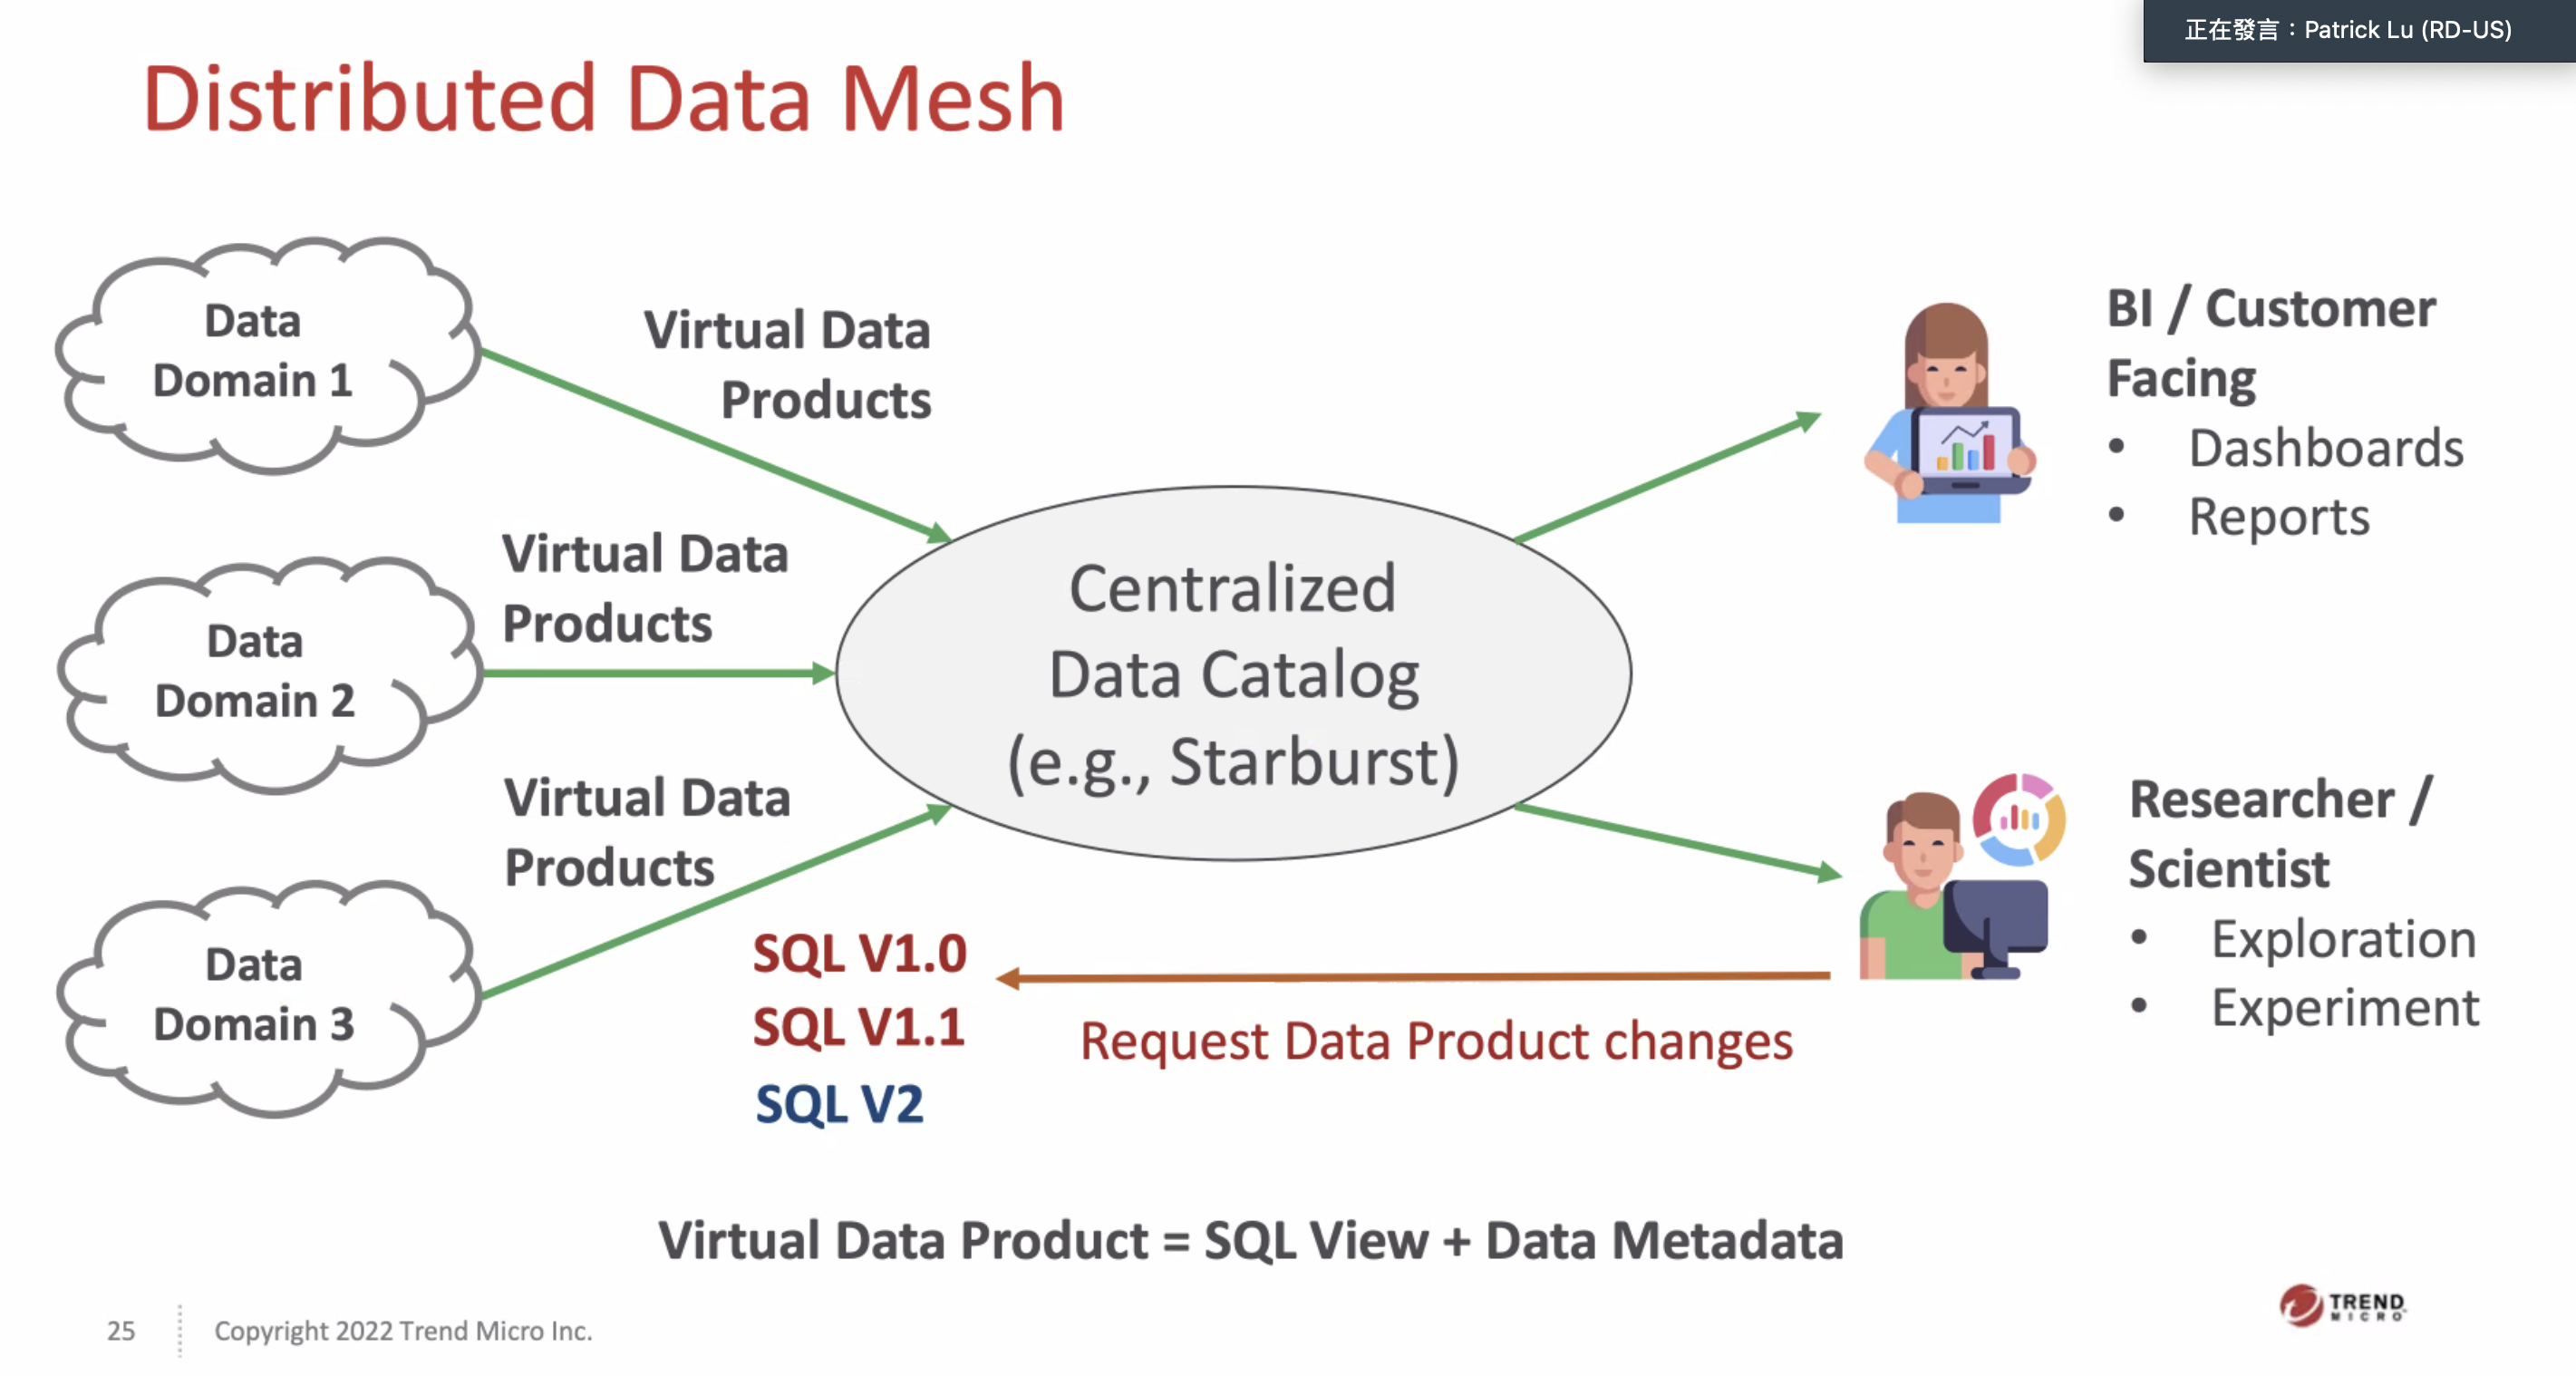 正在發言：Patrick Lu (RD-US)
Distributed Data Mesh
Data
Domain 1
Virtual Data
Products
Data
Domain 2
Virtual Data
Products
Data
Domain 3
Virtual Data
Products
Centralized
Data Catalog
(e.g., Starburst)
BI / Customer
Facing
• Dashboards
• Reports
Researcher /
Scientist
• Exploration
• Experiment
SQL V1.0
SQL V1.1
SQL V2
Request Data Product changes
Virtual Data Product = SQL View + Data Metadata
25
Copyright 2022 Trend Micro Inc.
TREND
MICRO